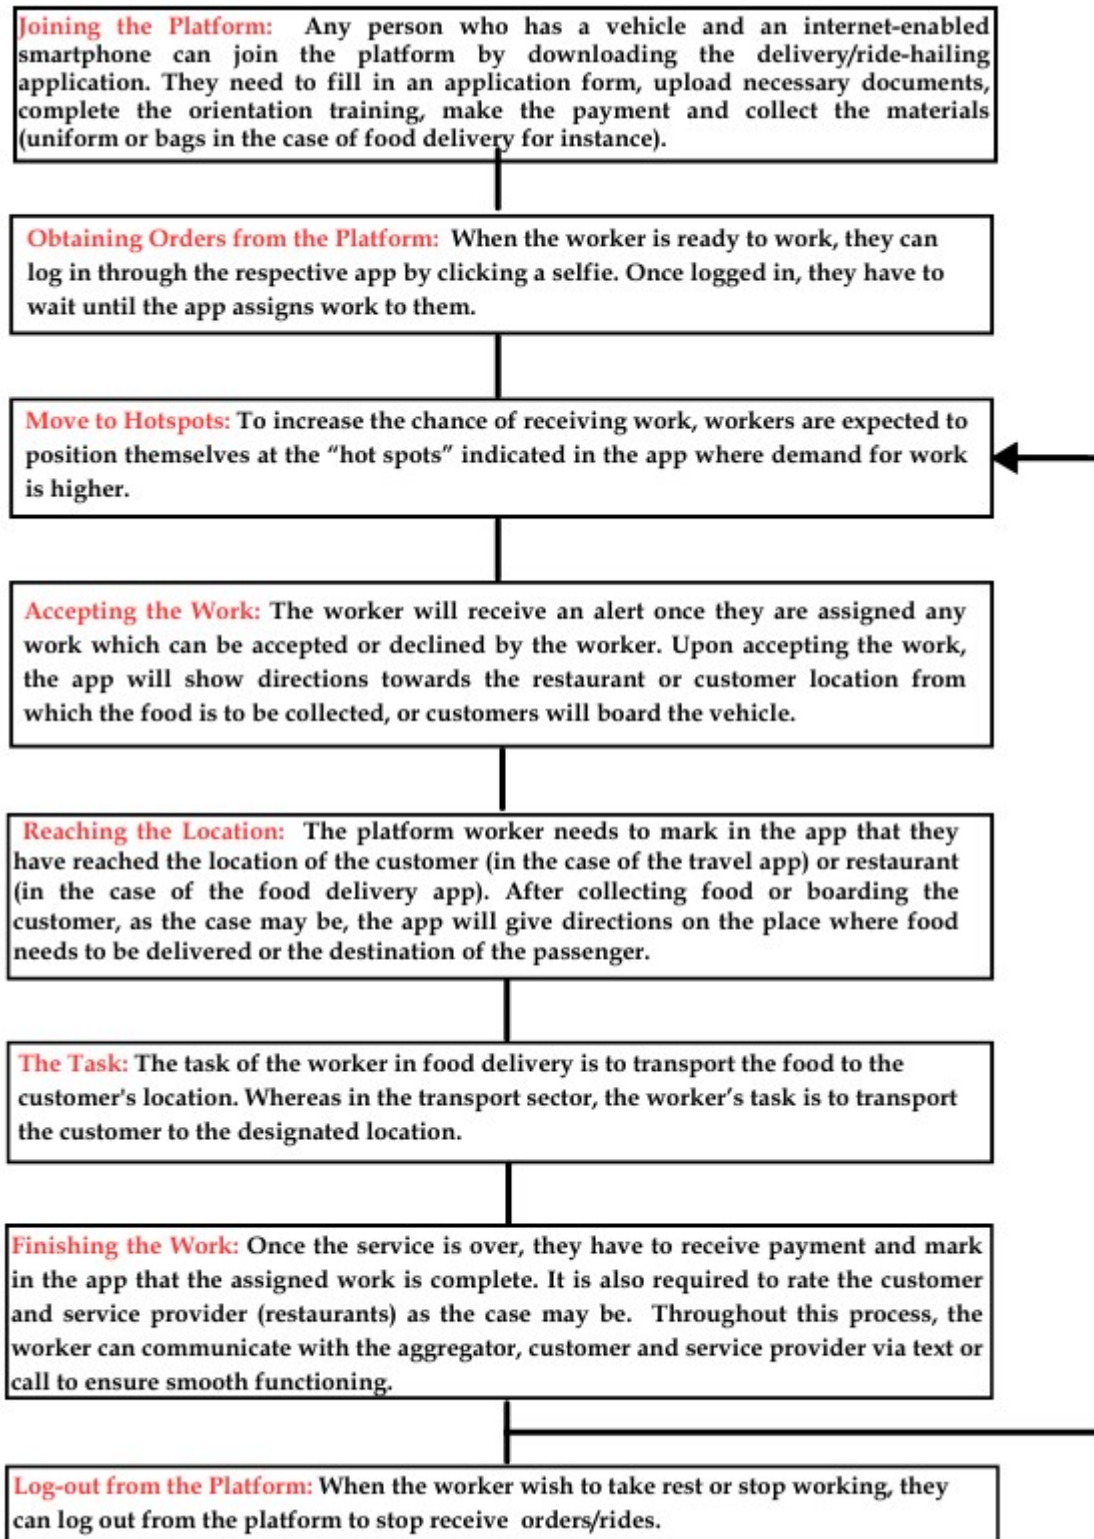 Joining the Platform: Any person who has a vehicle and an internet-enabled
smartphone can join the platform by downloading the delivery/ride-hailing
application. They need to fill in an application form, upload necessary documents,
complete the orientation training, make the payment and collect the materials
(uniform or bags in the case of food delivery for instance).
Obtaining Orders from the Platform: When the worker is ready to work, they can
log in through the respective app by clicking a selfie. Once logged in, they have to
wait until the app assigns work to them.
Move to Hotspots: To increase the chance of receiving work, workers are expected to
position themselves at the “hot spots” indicated in the app where demand for work
is higher.
Accepting the Work: The worker will receive an alert once they are assigned any
work which can be accepted or declined by the worker. Upon accepting the work,
the app will show directions towards the restaurant or customer location from
which the food is to be collected, or customers will board the vehicle.
Reaching the Location: The platform worker needs to mark in the app that they
have reached the location of the customer (in the case of the travel app) or restaurant
(in the case of the food delivery app). After collecting food or boarding the
customer, as the case may be, the app will give directions on the place where food
needs to be delivered or the destination of the passenger.
The Task: The task of the worker in food delivery is to transport the food to the
customer's location. Whereas in the transport sector, the worker’s task is to transport
the customer to the designated location.
Finishing the Work: Once the service is over, they have to receive payment and mark
in the app that the assigned work is complete. It is also required to rate the customer
and service provider (restaurants) as the case may be. Throughout this process, the
worker can communicate with the aggregator, customer and service provider via text or
call to ensure smooth functioning.
Log-out from the Platform: When the worker wish to take rest or stop working, they
can log out from the platform to stop receive orders/rides.